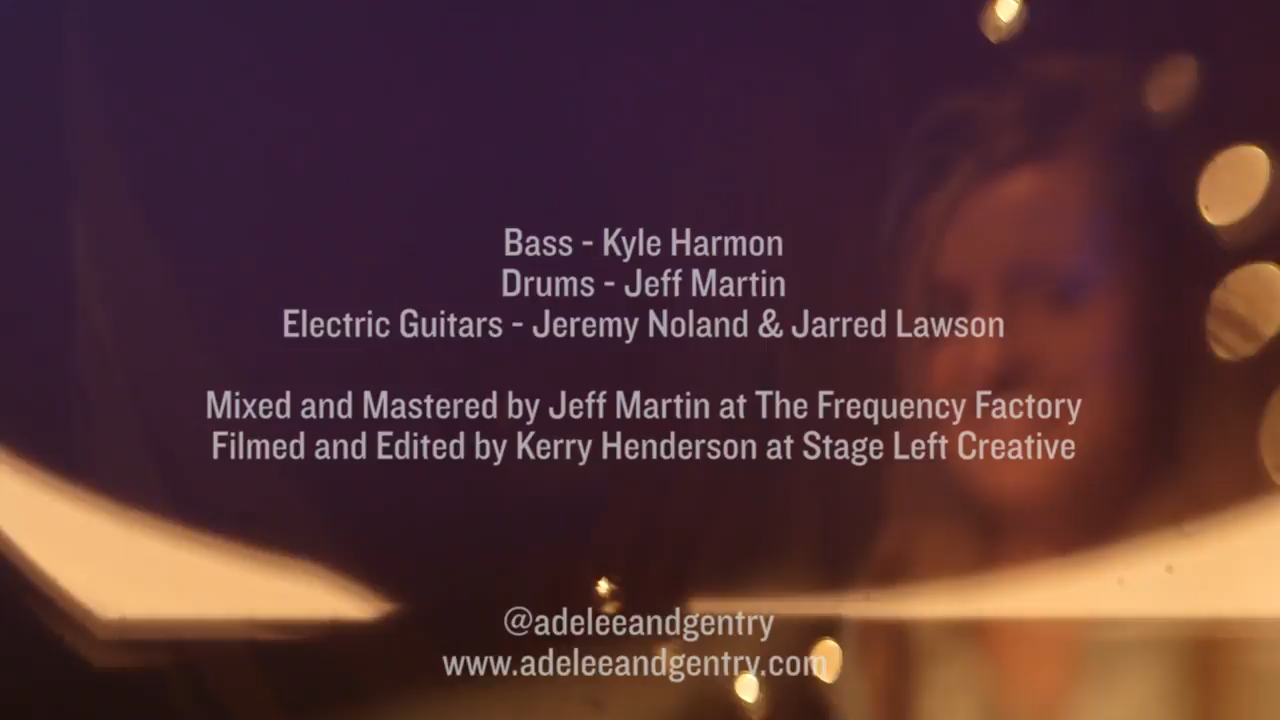 Bass - Kyle Harmon
Drums - Jeff Martin
Electric Guitars - Jeremy Noland & Jarred Lawson
Mixed and Mastered by Jeff Martin at The Frequency Factory
Filmed and Edited by Kerry Henderson at Stage Left Creative
@adeleeandgentry
www.adeleeandgentry.com